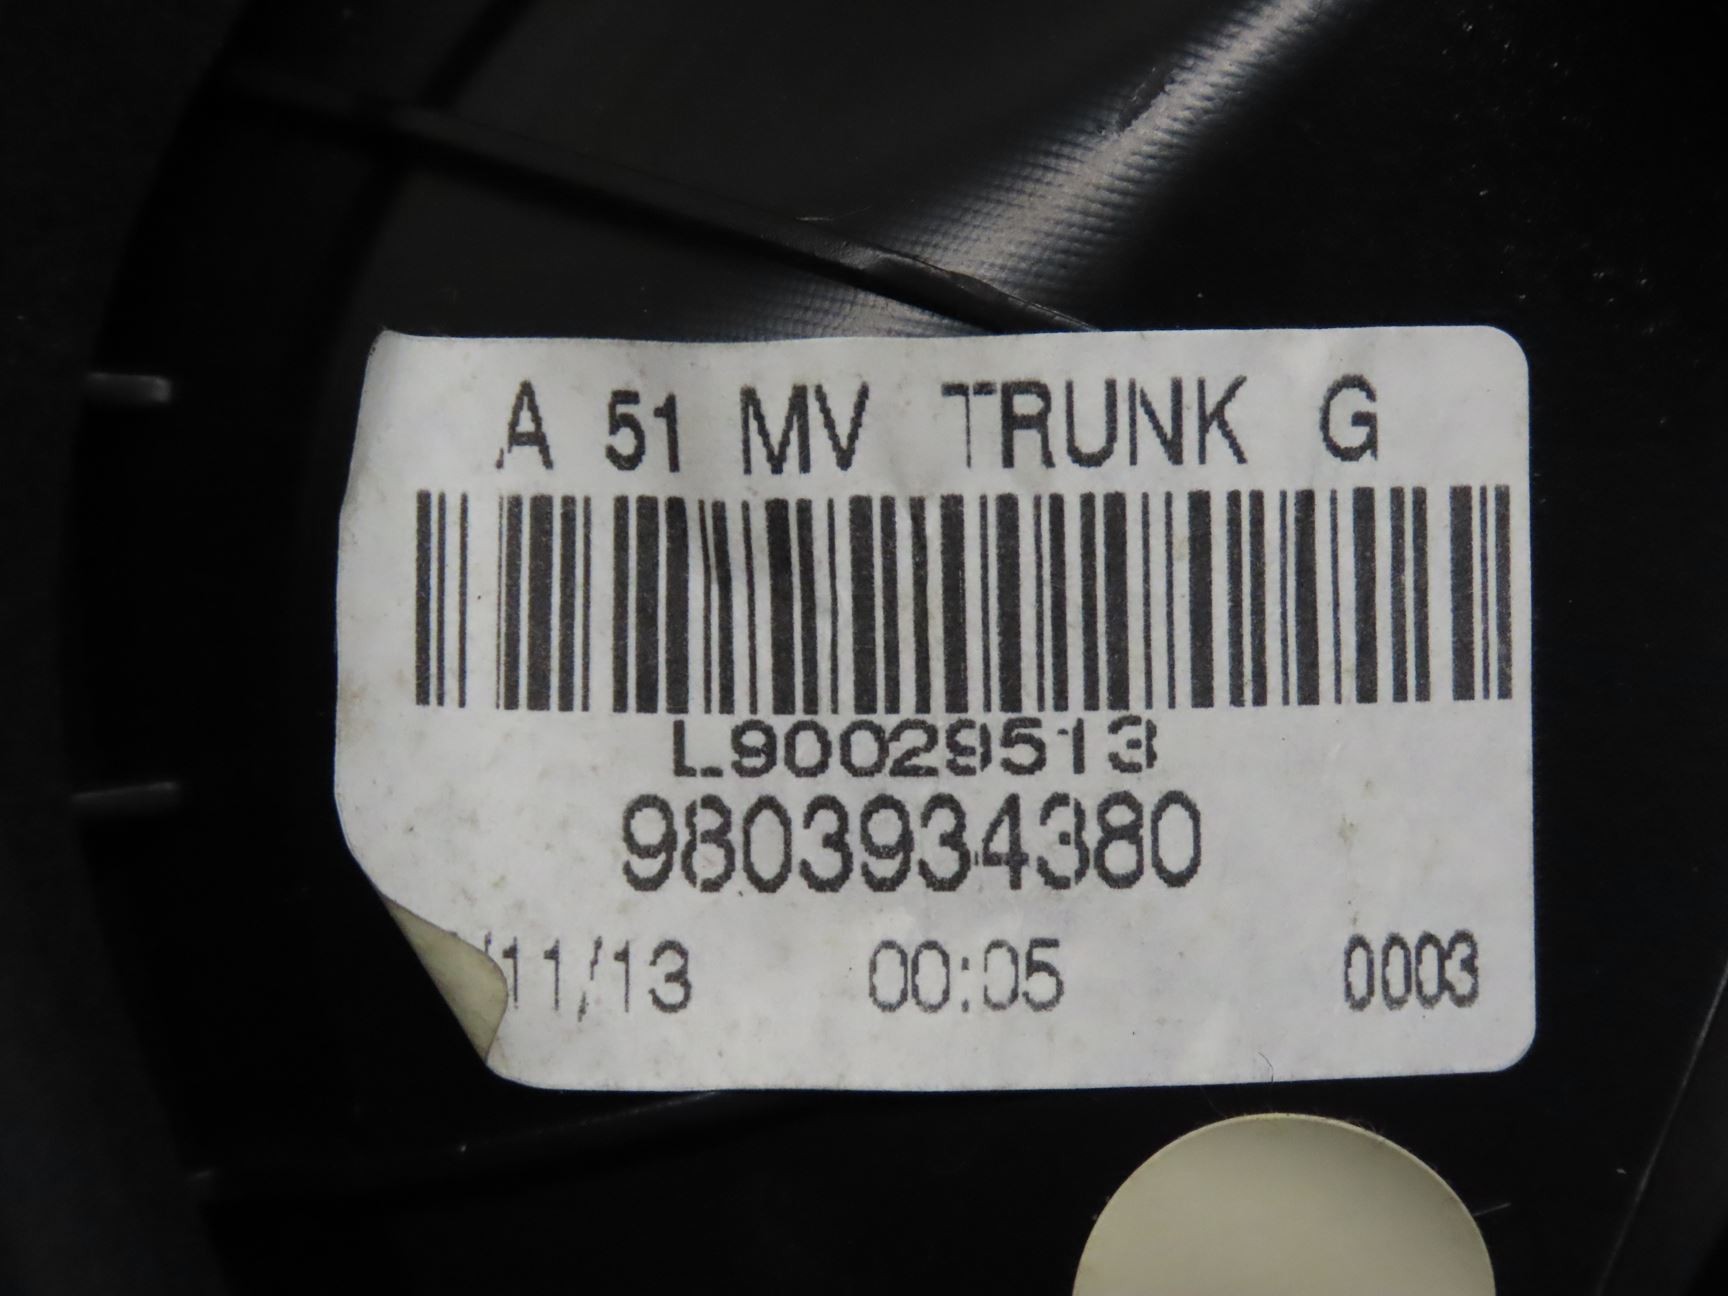 A 51 MV TRUNK G
L90029513
9803934380
/11/13 00:05 0003